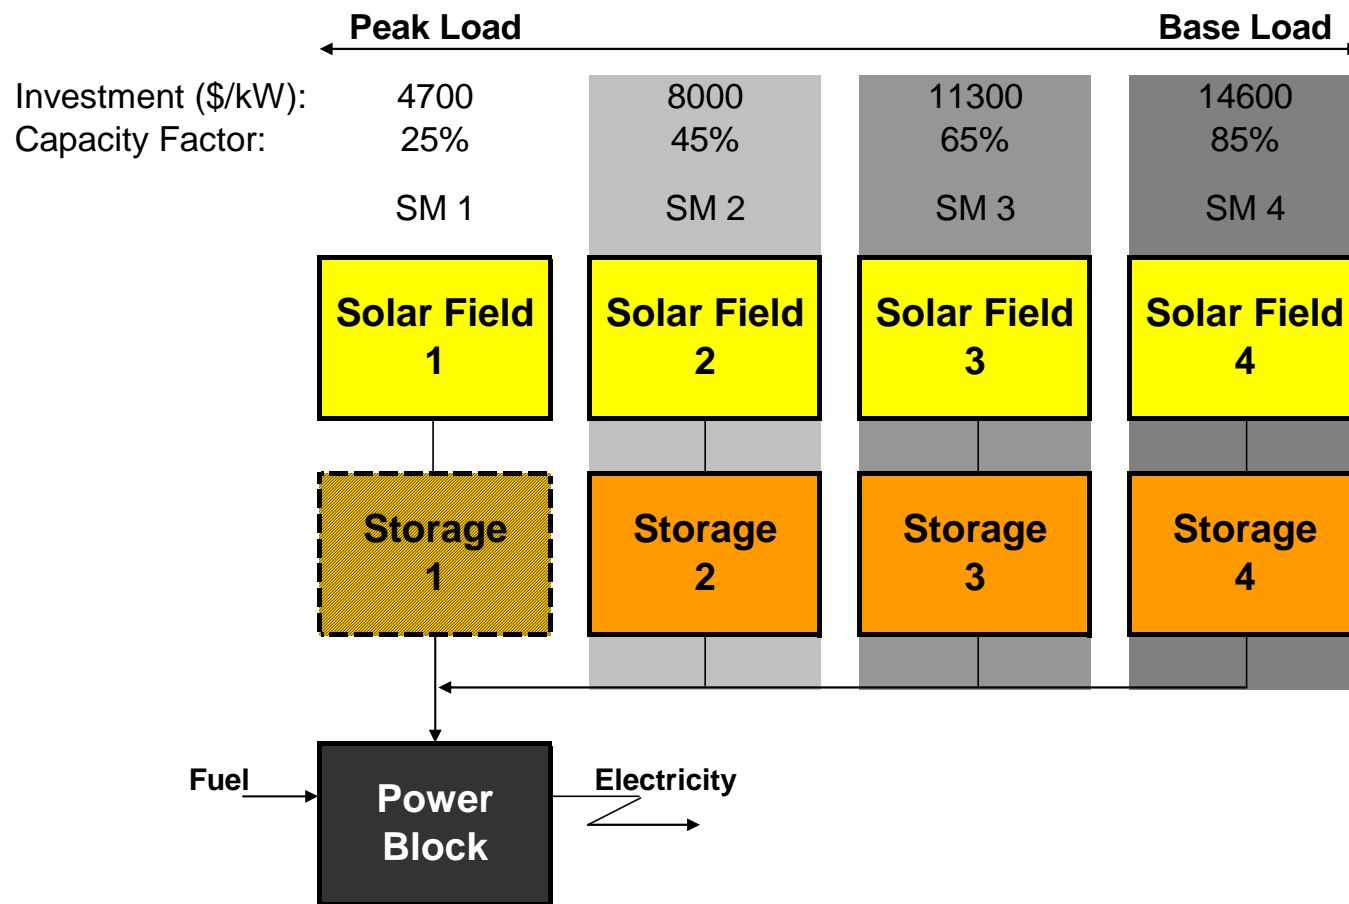 Peak Load Base Load
Investment ($/kW): 4700 8000 11300 14600
Capacity Factor: 25% 45% 65% 85%
SM 1 SM 2 SM 3 SM 4
Solar Field Solar Field Solar Field Solar Field
1 2 3 4
Storage Storage Storage Storage
1 2 3 4
Fuel Electricity
Power
Block